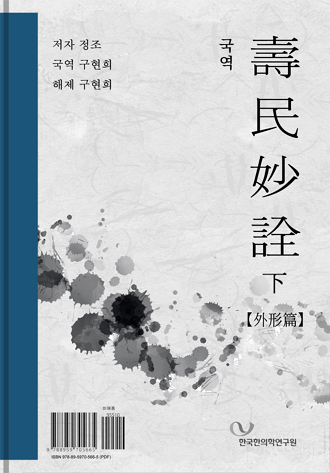 저자 정조
국역 구현희
해제 구현희
국역
壽民妙詮
下
【外形篇】
ISBN 978-89-5970-566-5 (PDF)
한국한의학연구원